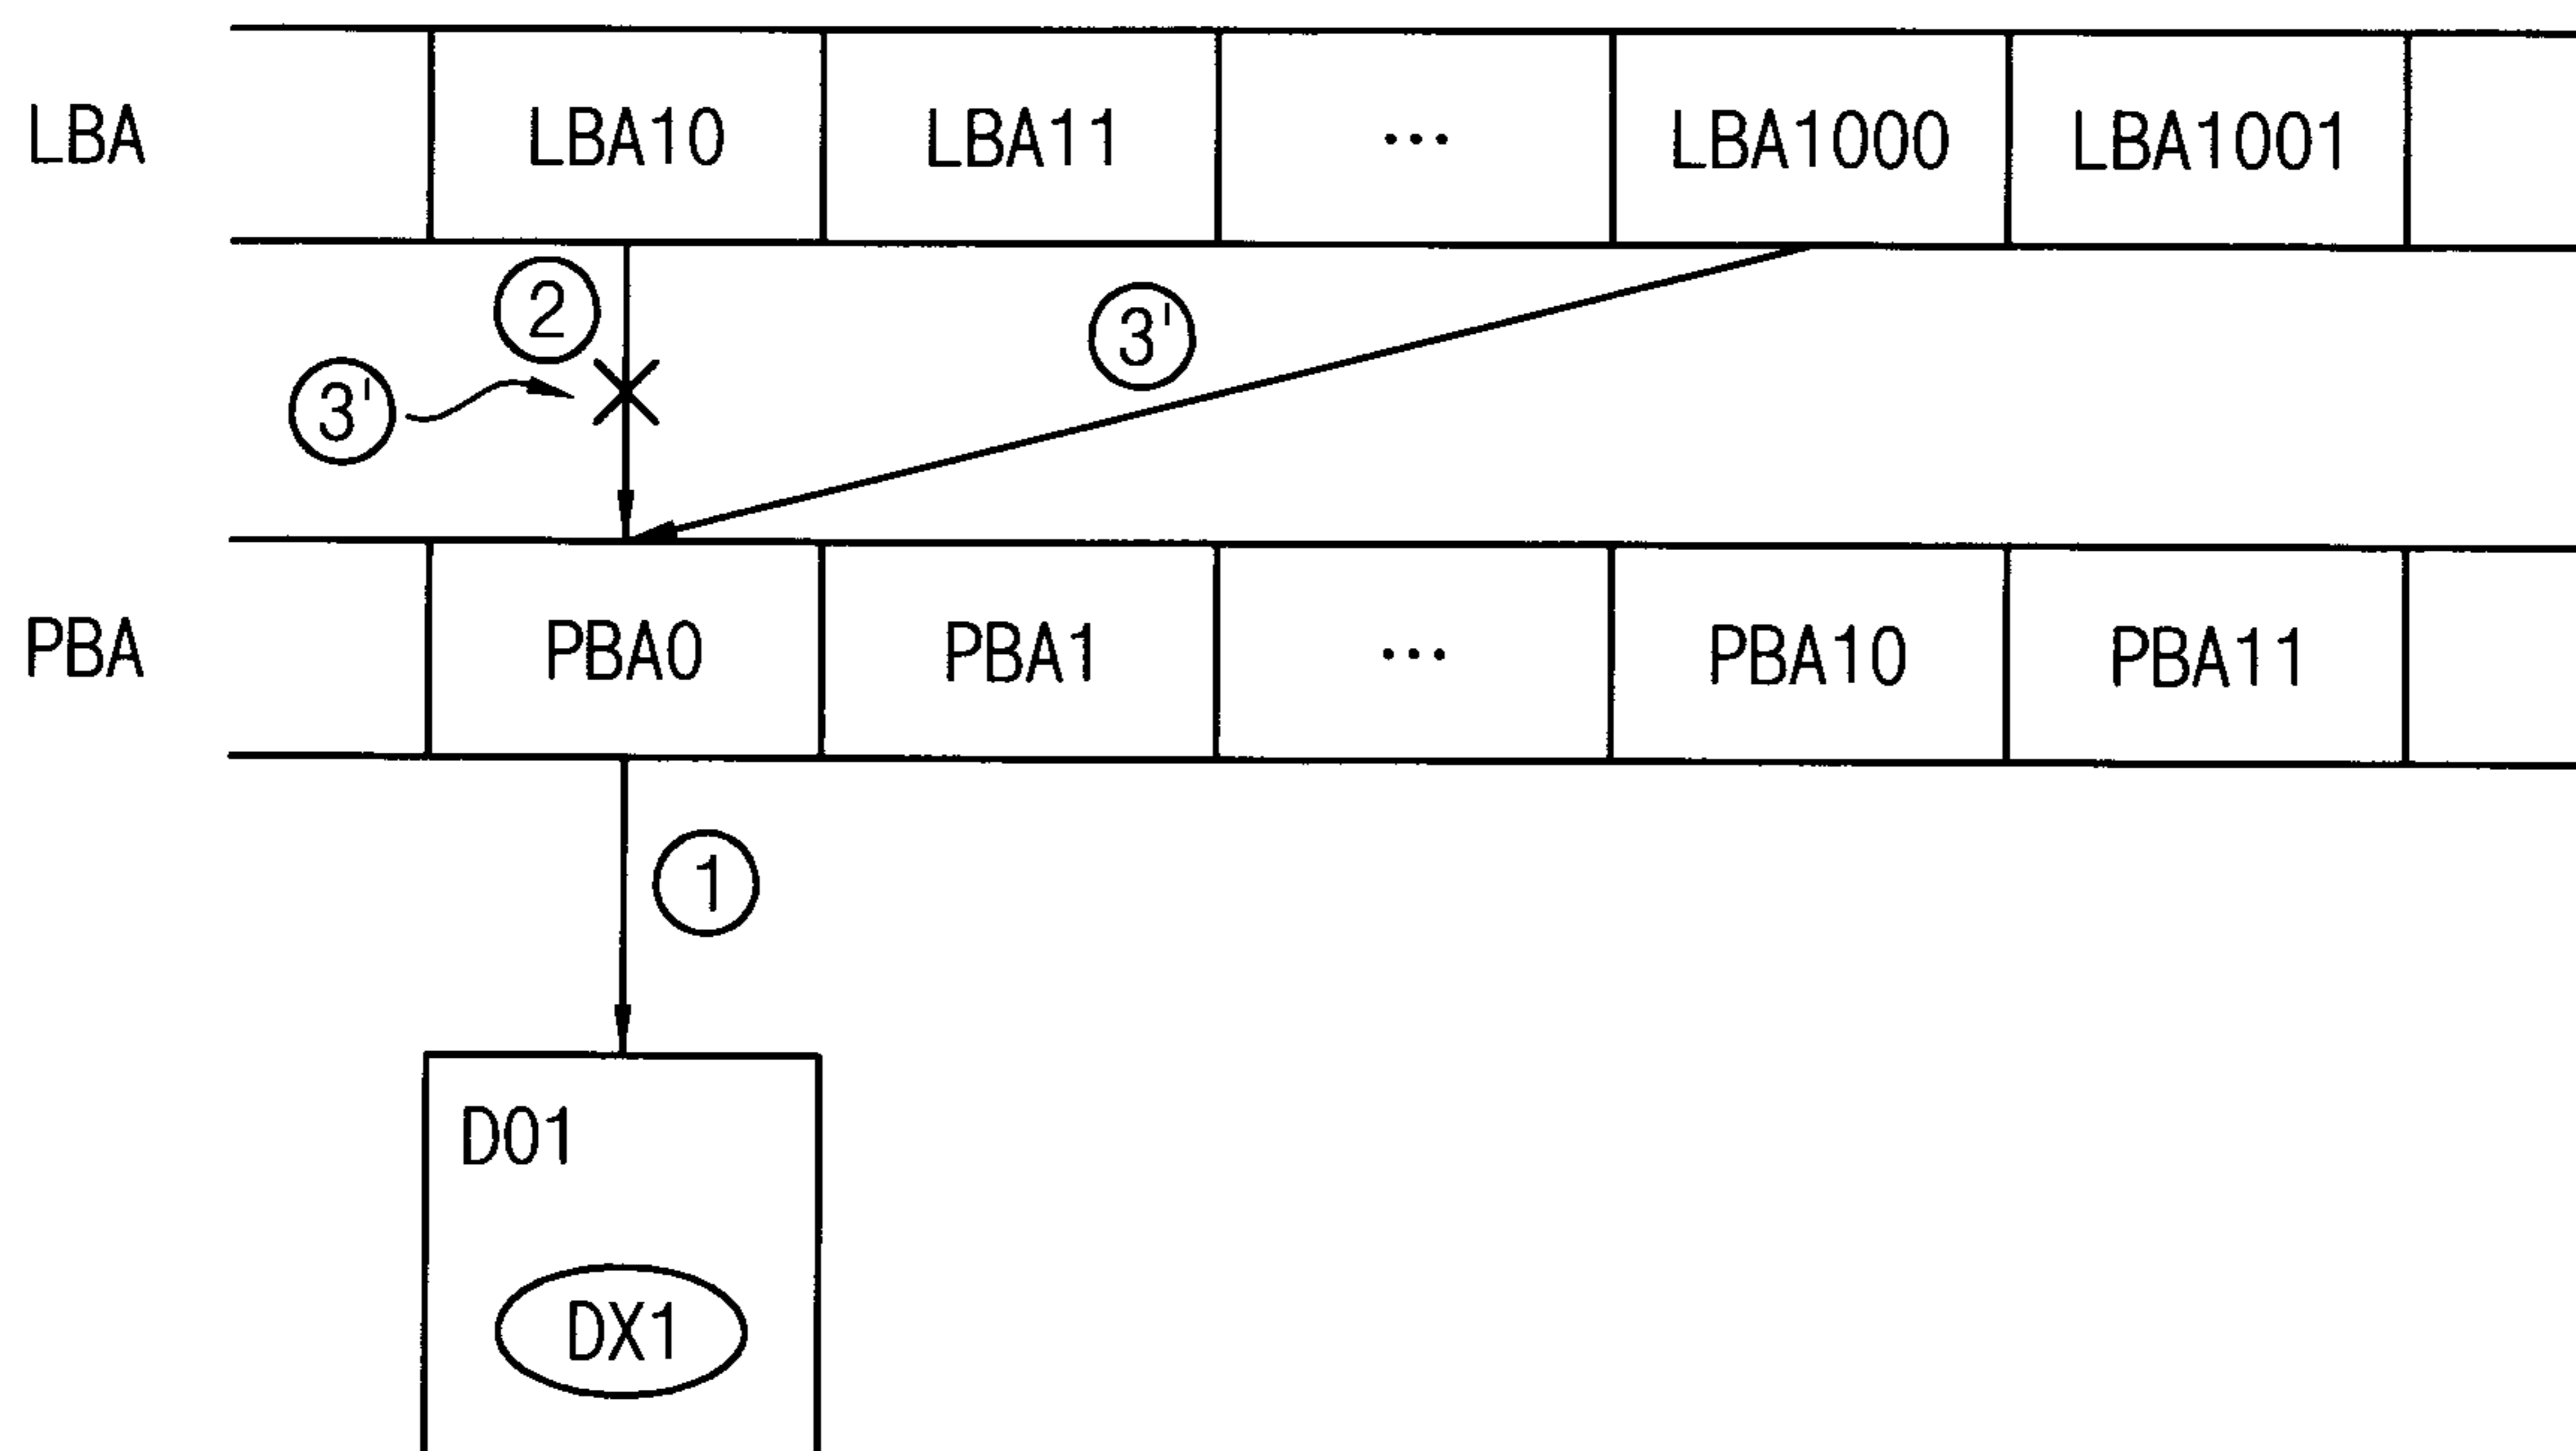 LBA LBA10 LBA11 ... LBA1000 LBA1001
② 3'
3'
PBA PBA0 PBA1 ... PBA10 PBA11
①
D01
DX1